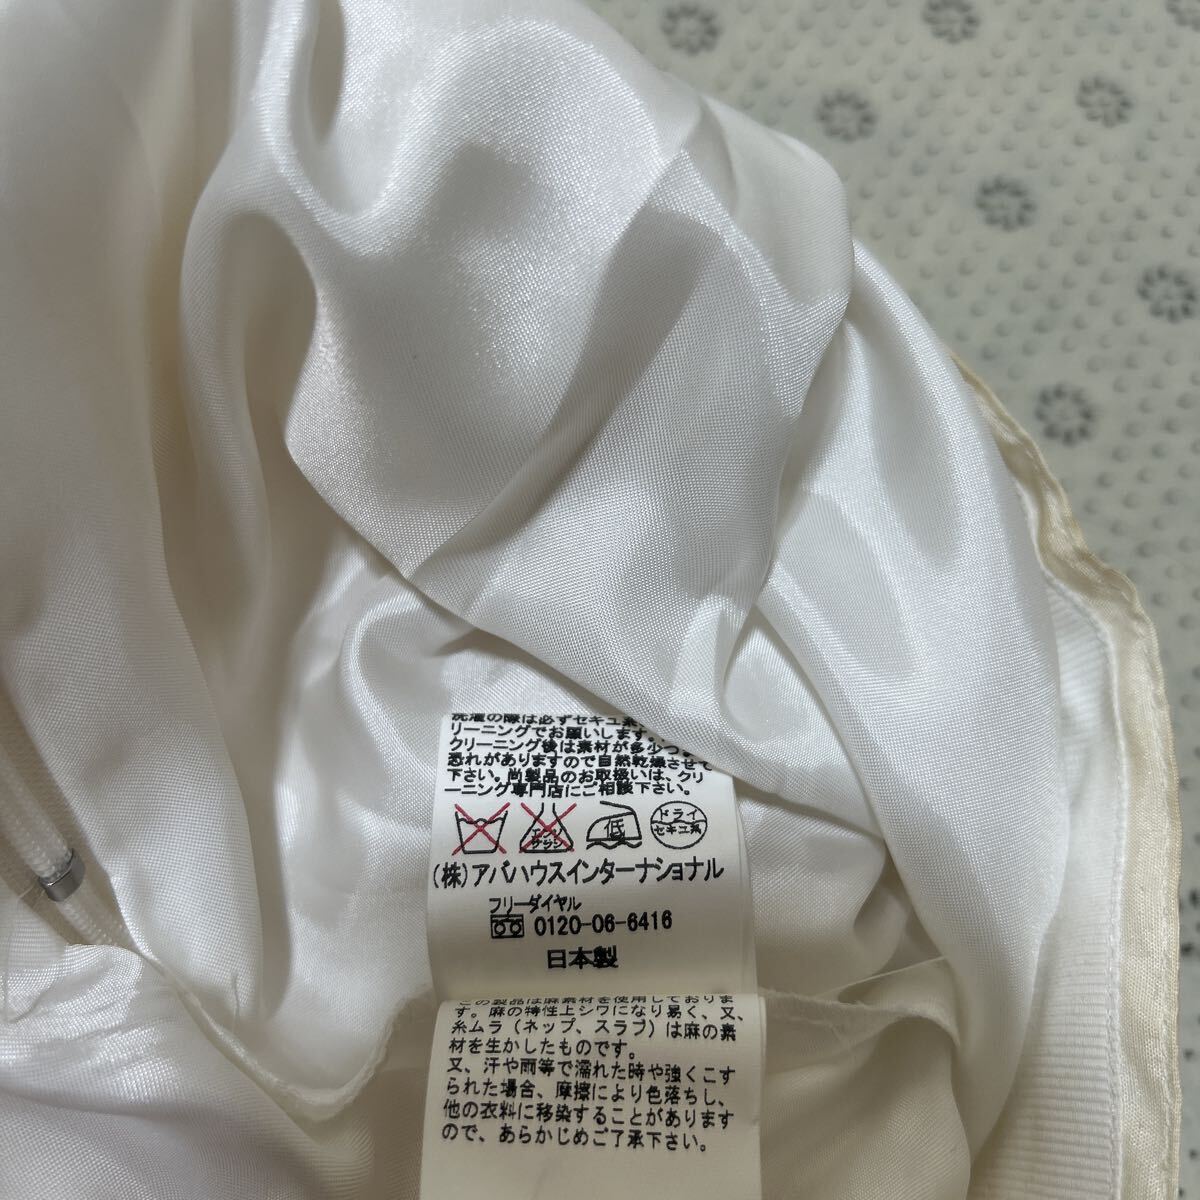 洗濯の際は必ずセキユ系
リーニングでお願いします。
クリーニング後は素材が多少つ
恐れがありますので自然乾燥させて
下さい。尚製品のお取扱いは、クリ
ーニング専門店にご相談下さい。
エンソ
サラシ
低
ドライ
セキユ系
(株)アバハウスインターナショナル
フリーダイヤル
0120-06-6416
日本製
この製品は麻素材を使用しておりま
す。麻の特性上シワになり易く、又、
糸ムラ(ネップ、スラブ)は麻の素
材を生かしたものです。
又、汗や雨等で濡れた時や強くこす
られた場合、摩擦により色落ちし、
他の衣料に移染することがあります
ので、あらかじめご了承下さい。